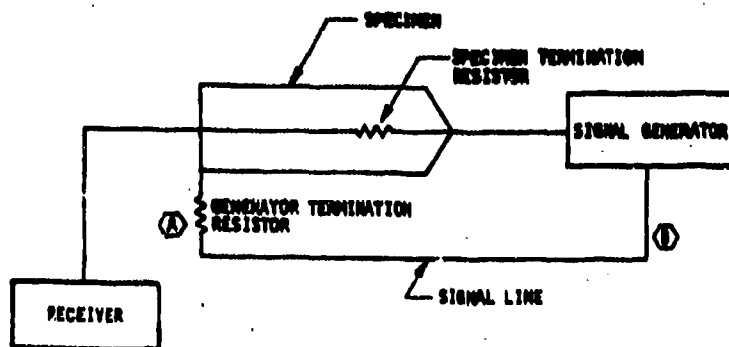 SPECIMEN
SPECIMEN TERMINATION
RESISTOR
SIGNAL GENERATOR
GENERATOR TERMINATION
RESISTOR
A
B
SIGNAL LINE
RECEIVER